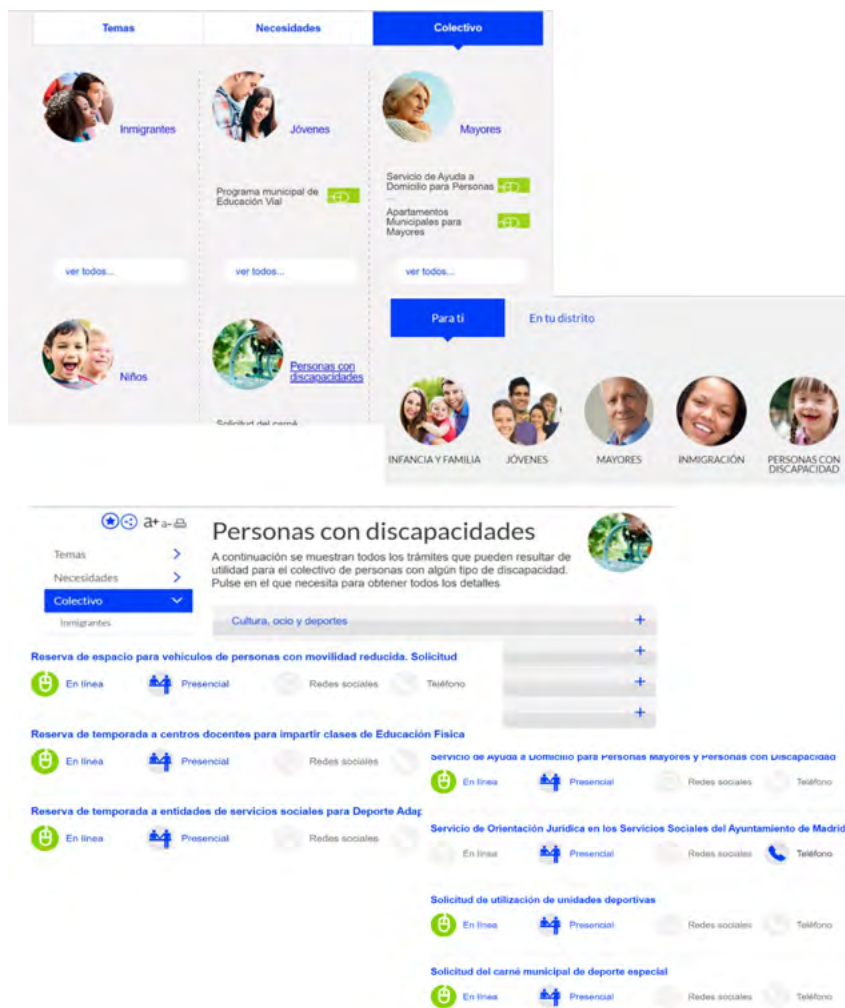 Temas
Necesidades
Colectivo
Inmigrantes
Jóvenes
Mayores
Programa municipal de
Educación Vial
Servicio de Ayuda a
Domicilio para Personas
...
Apartamentos
Municipales para
Mayores
ver todos...
ver todos...
ver todos...
Niños
Personas con
discapacidades
Solicitud del carné
Para ti
En tu distrito
INFANCIA Y FAMILIA
JÓVENES
MAYORES
INMIGRACIÓN
PERSONAS CON
DISCAPACIDAD
a+ a-
Temas
Necesidades
Colectivo
Inmigrantes
Personas con discapacidades
A continuación se muestran todos los trámites que pueden resultar de
utilidad para el colectivo de personas con algún tipo de discapacidad.
Pulse en el que necesita para obtener todos los detalles
Cultura, ocio y deportes +
+
+
+
Reserva de espacio para vehículos de personas con movilidad reducida. Solicitud
En línea Presencial Redes sociales Teléfono
Reserva de temporada a centros docentes para impartir clases de Educación Física
En línea Presencial Redes sociales
Reserva de temporada a entidades de servicios sociales para Deporte Adap
En línea Presencial Redes sociales
Servicio de Ayuda a Domicilio para Personas Mayores y Personas con Discapacidad
En línea Presencial Redes sociales Teléfono
Servicio de Orientación Jurídica en los Servicios Sociales del Ayuntamiento de Madrid
En línea Presencial Redes sociales Teléfono
Solicitud de utilización de unidades deportivas
En línea Presencial Redes sociales Teléfono
Solicitud del carné municipal de deporte especial
En línea Presencial Redes sociales Teléfono